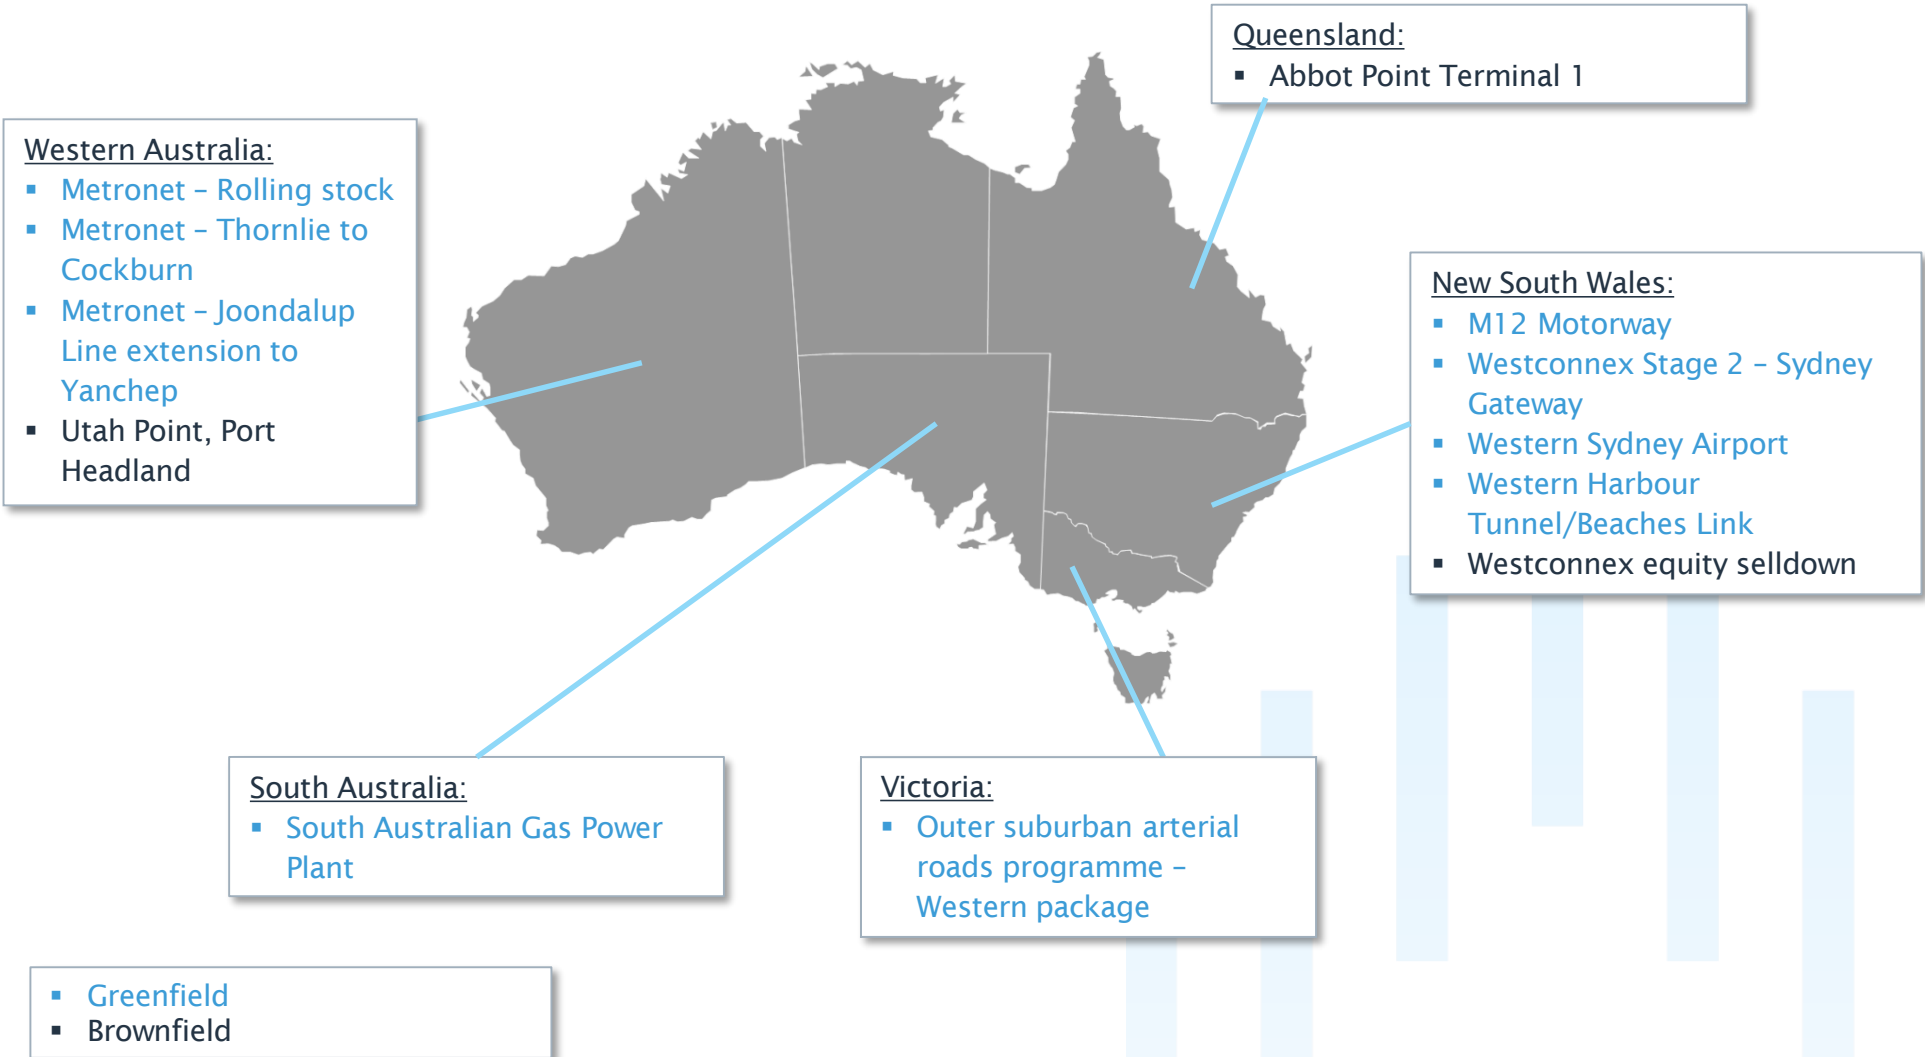 Queensland:
▪ Abbot Point Terminal 1
Western Australia:
▪ Metronet – Rolling stock
▪ Metronet – Thornlie to
Cockburn
▪ Metronet – Joondalup
Line extension to
Yanchep
▪ Utah Point, Port
Headland
New South Wales:
▪ M12 Motorway
▪ Westconnex Stage 2 – Sydney
Gateway
▪ Western Sydney Airport
▪ Western Harbour
Tunnel/Beaches Link
▪ Westconnex equity selldown
South Australia:
▪ South Australian Gas Power
Plant
Victoria:
▪ Outer suburban arterial
roads programme –
Western package
▪ Greenfield
▪ Brownfield